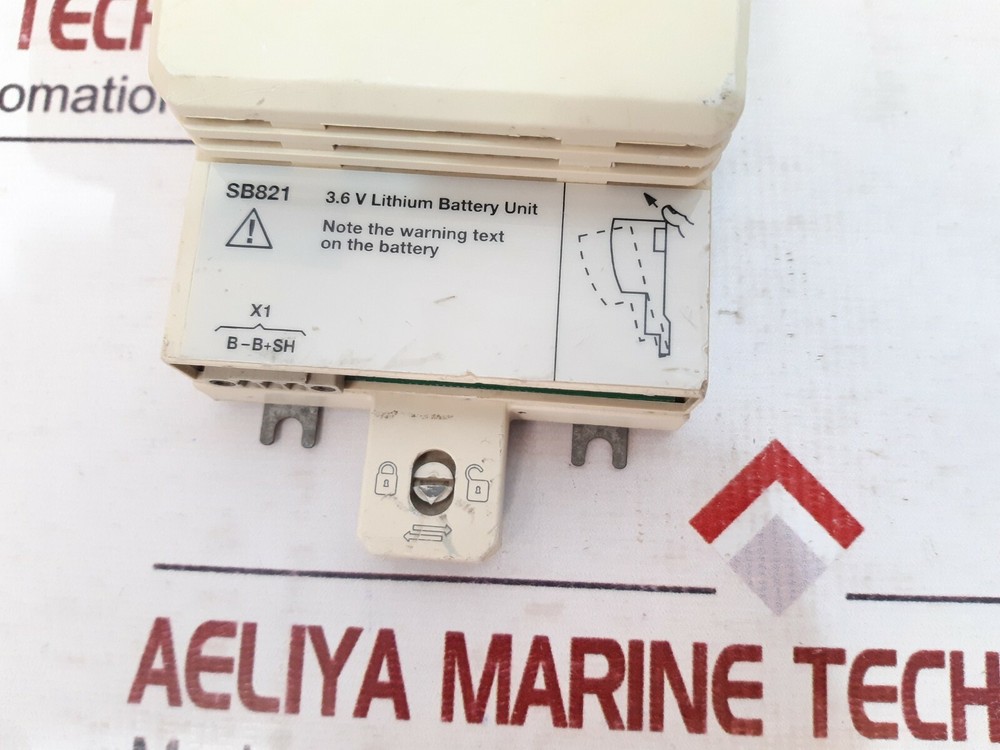 TECH
omation
SB821
3.6 V Lithium Battery Unit
Note the warning text
on the battery
X1
B-B+SH
AELIYA MARINE TECH